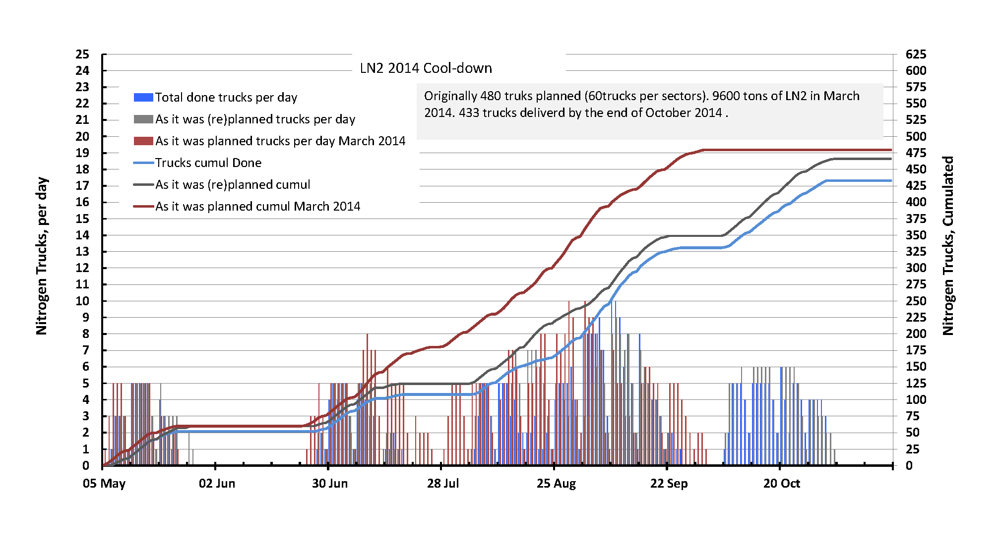 LN2 2014 Cool-down
Originally 480 truks planned (60trucks per sectors). 9600 tons of LN2 in March
2014. 433 trucks deliverd by the end of October 2014 .
Total done trucks per day
As it was (re)planned trucks per day
As it was planned trucks per day March 2014
Trucks cumul Done
As it was (re)planned cumul
As it was planned cumul March 2014
Nitrogen Trucks, per day
25
24
23
22
21
20
19
18
17
16
15
14
13
12
11
10
9
8
7
6
5
4
3
2
1
0
625
600
575
550
525
500
475
450
425
400
375
350
325
300
275
250
225
200
175
150
125
100
75
50
25
0
Nitrogen Trucks, Cumulated
05 May
02 Jun
30 Jun
28 Jul
25 Aug
22 Sep
20 Oct